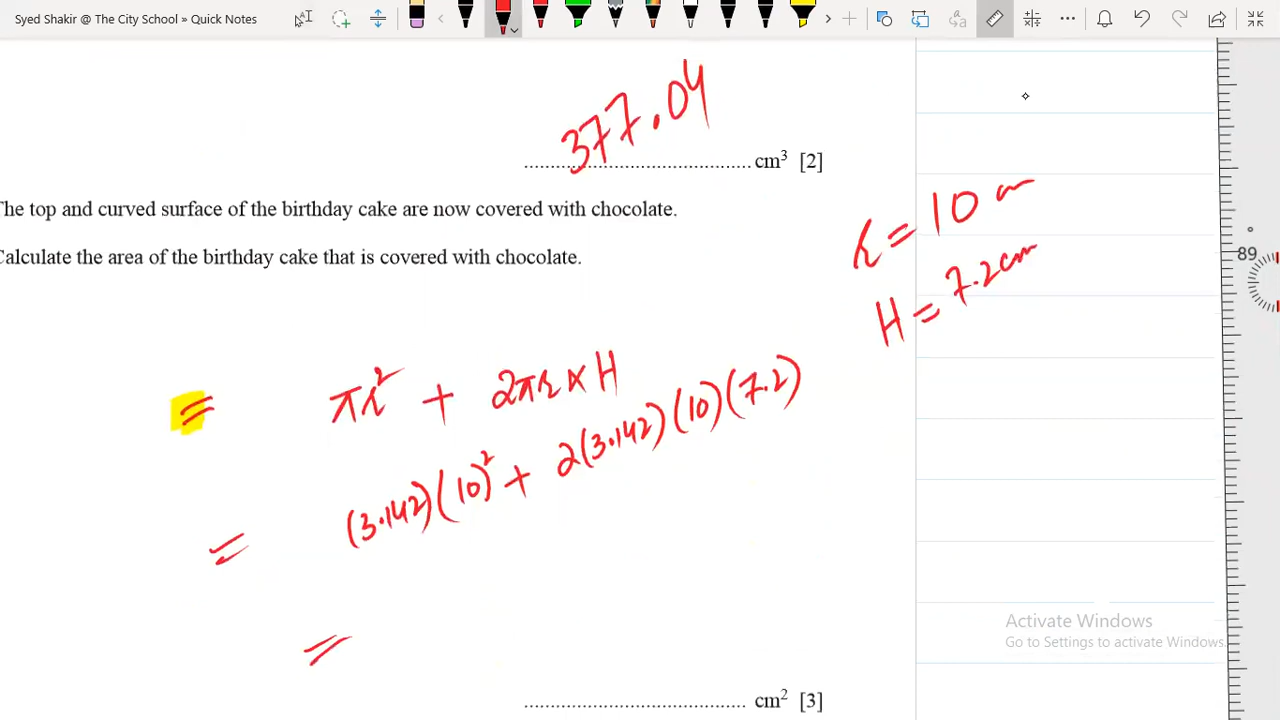 Syed Shakir @ The City School » Quick Notes
377.04
cm³ [2]
The top and curved surface of the birthday cake are now covered with chocolate.
r = 10 cm
Calculate the area of the birthday cake that is covered with chocolate.
89
H = 7.2cm
= πr² + 2πr × H
= (3.142)(10)² + 2(3.142)(10)(7.2)
Activate Windows
Go to Settings to activate Windows
=
cm² [3]